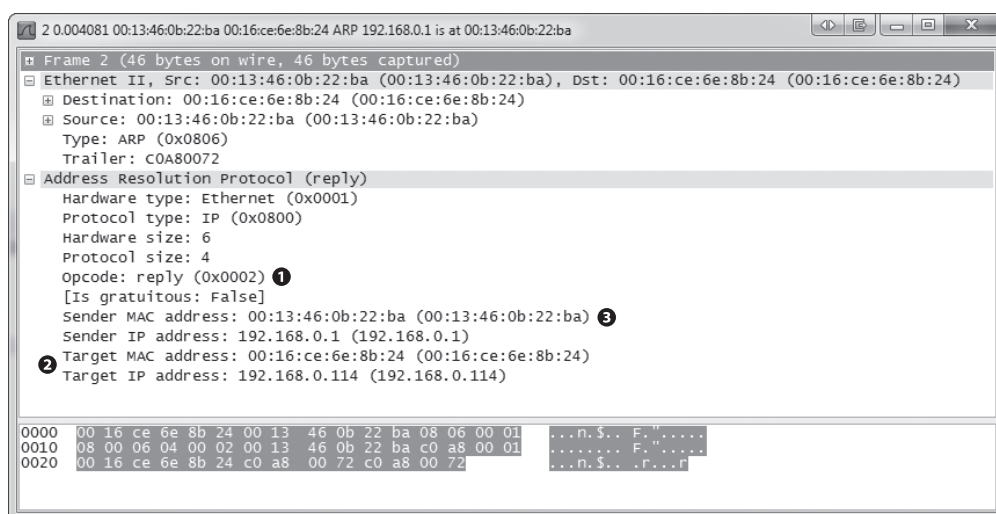 2 0.004081 00:13:46:0b:22:ba 00:16:ce:6e:8b:24 ARP 192.168.0.1 is at 00:13:46:0b:22:ba
Frame 2 (46 bytes on wire, 46 bytes captured)
Ethernet II, Src: 00:13:46:0b:22:ba (00:13:46:0b:22:ba), Dst: 00:16:ce:6e:8b:24 (00:16:ce:6e:8b:24)
Destination: 00:16:ce:6e:8b:24 (00:16:ce:6e:8b:24)
Source: 00:13:46:0b:22:ba (00:13:46:0b:22:ba)
Type: ARP (0x0806)
Trailer: C0A80072
Address Resolution Protocol (reply)
Hardware type: Ethernet (0x0001)
Protocol type: IP (0x0800)
Hardware size: 6
Protocol size: 4
Opcode: reply (0x0002) ❶
[Is gratuitous: False]
Sender MAC address: 00:13:46:0b:22:ba (00:13:46:0b:22:ba) ❸
Sender IP address: 192.168.0.1 (192.168.0.1)
❷ Target MAC address: 00:16:ce:6e:8b:24 (00:16:ce:6e:8b:24)
Target IP address: 192.168.0.114 (192.168.0.114)
0000 00 16 ce 6e 8b 24 00 13 46 0b 22 ba 08 06 00 01 ...n.$.. F.".....
0010 08 00 06 04 00 02 00 13 46 0b 22 ba c0 a8 00 01 ........ F.".....
0020 00 16 ce 6e 8b 24 c0 a8 00 72 c0 a8 00 72 ...n.$.. .r...r